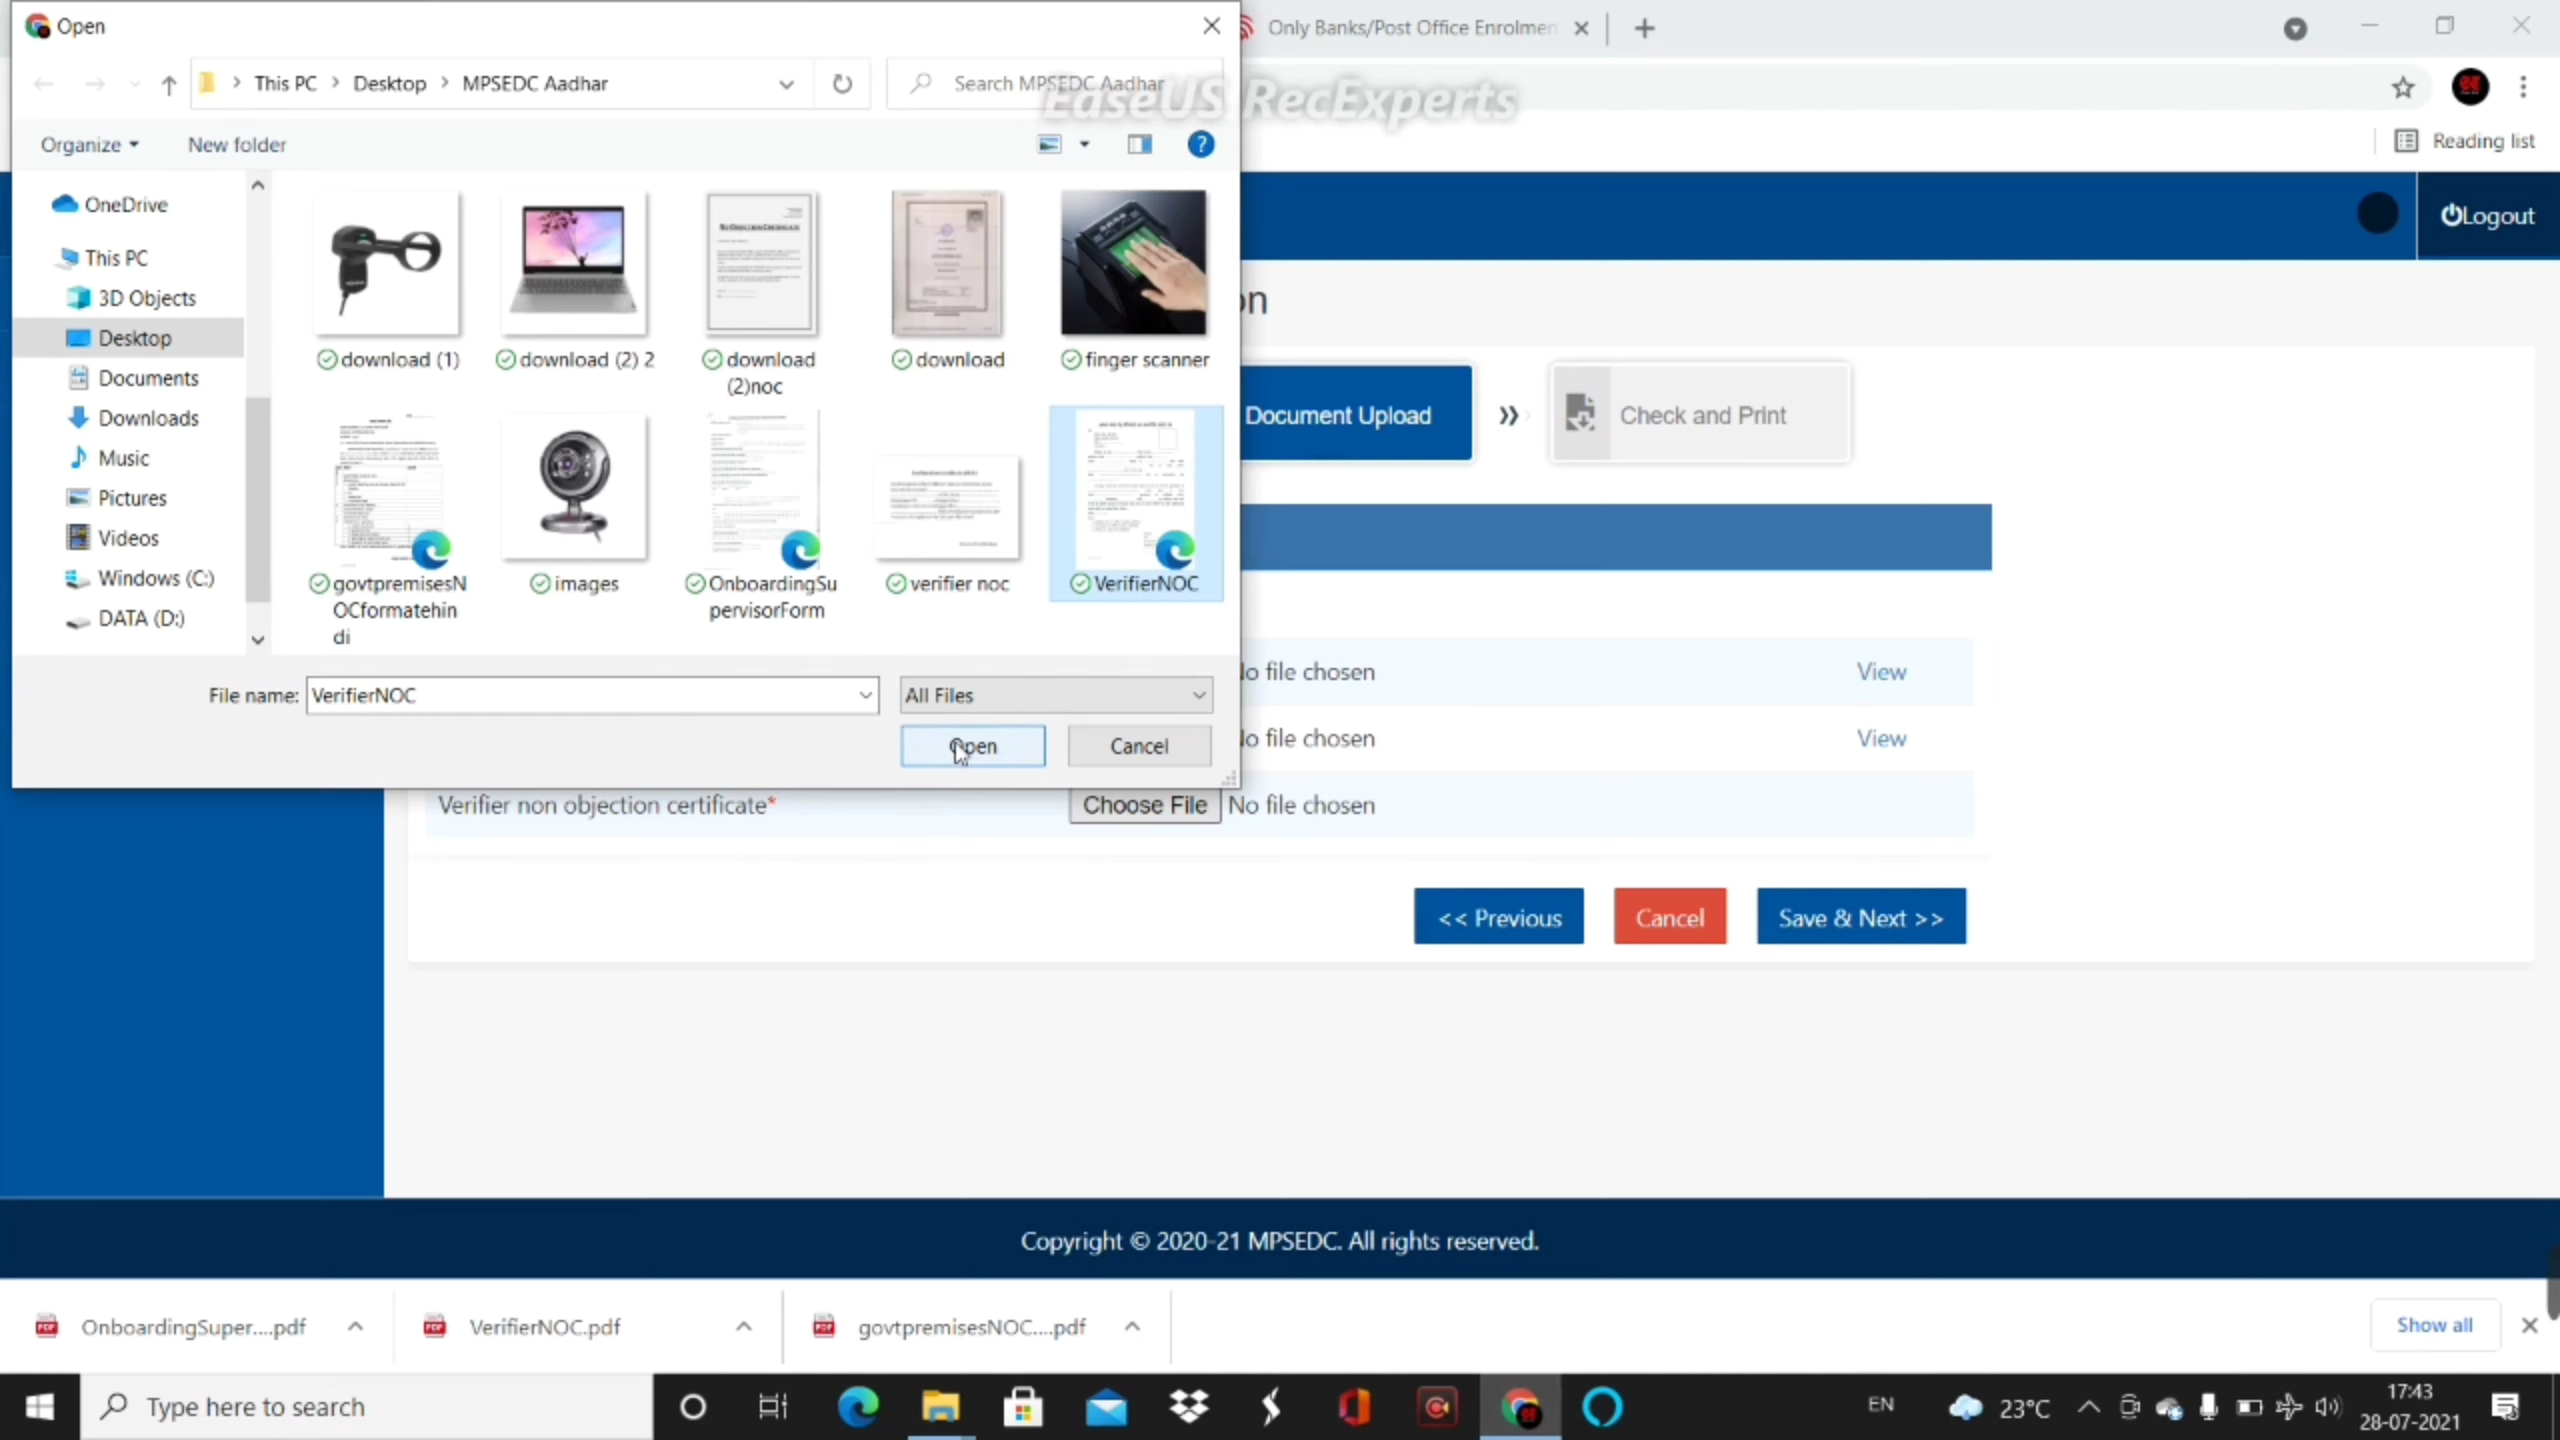 Open
Only Banks/Post Office Enrolmen
This PC > Desktop > MPSEDC Aadhar
Search MPSEDC Aadhar
EaseUS RecExperts
Organize
New folder
Reading list
OneDrive
This PC
3D Objects
Desktop
Documents
Downloads
Music
Pictures
Videos
Windows (C:)
DATA (D:)
download (1)
download (2) 2
download
(2)noc
download
finger scanner
govtpremisesN
OCformatehin
di
images
OnboardingSu
pervisorForm
verifier noc
VerifierNOC
File name: VerifierNOC
All Files
Open
Cancel
Logout
on
Document Upload
»
Check and Print
No file chosen
View
No file chosen
View
Verifier non objection certificate*
Choose File No file chosen
<< Previous
Cancel
Save & Next >>
Copyright © 2020-21 MPSEDC. All rights reserved.
OnboardingSuper....pdf
VerifierNOC.pdf
govtpremisesNOC....pdf
Show all
Type here to search
EN
23°C
17:43
28-07-2021